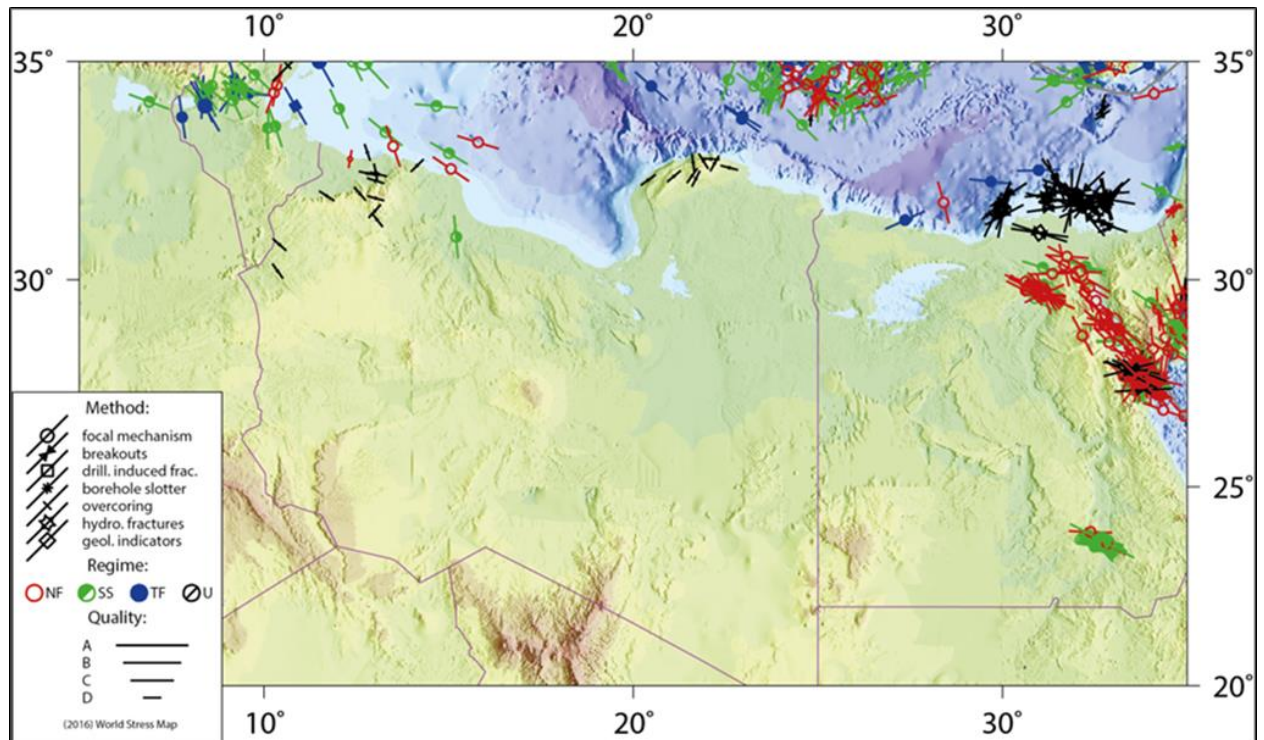 10° 20° 30°
35° 35°
30° 30°
25°
20°
10° 20° 30°
Method:
focal mechanism
breakouts
drill. induced frac.
borehole slotter
overcoring
hydro. fractures
geol. indicators
Regime:
NF SS TF U
Quality:
A
B
C
D
(2016) World Stress Map